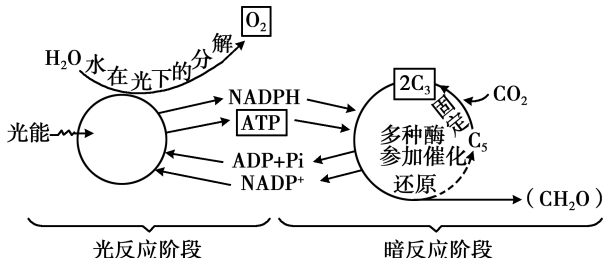 O₂
H₂O 水在光下的分解
光能
NADPH
ATP
ADP+Pi
NADP⁺
2C₃
固定
CO₂
C₅
多种酶
参加催化
还原
(CH₂O)
光反应阶段
暗反应阶段